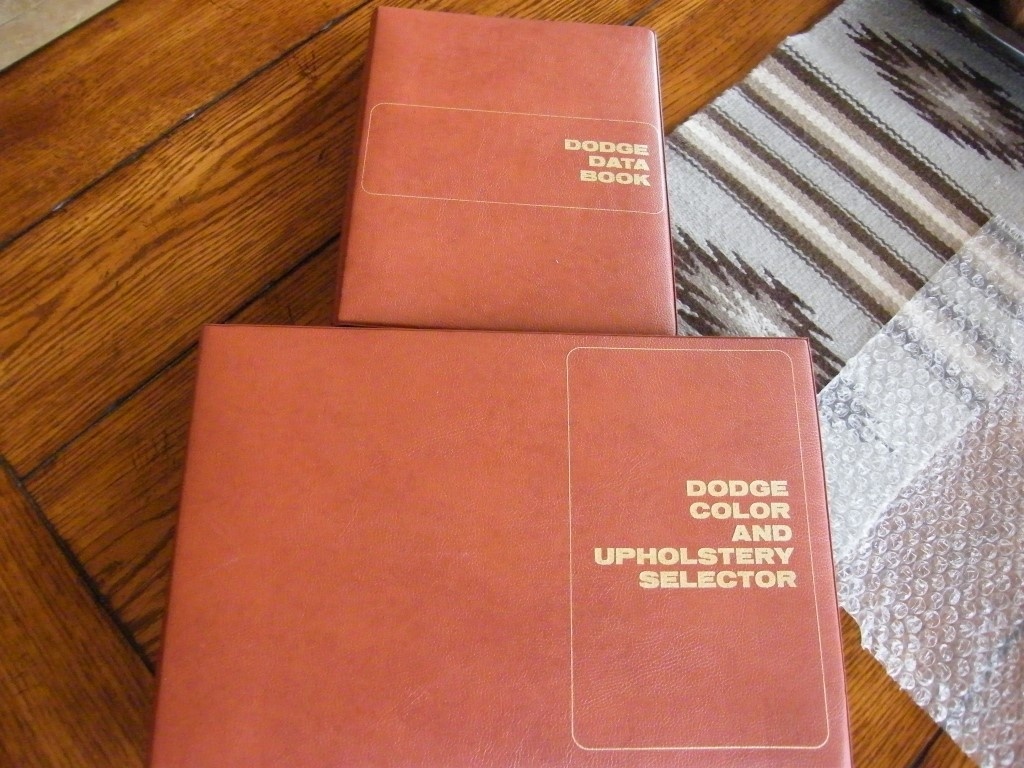 DODGE
DATA
BOOK
DODGE
COLOR
AND
UPHOLSTERY
SELECTOR